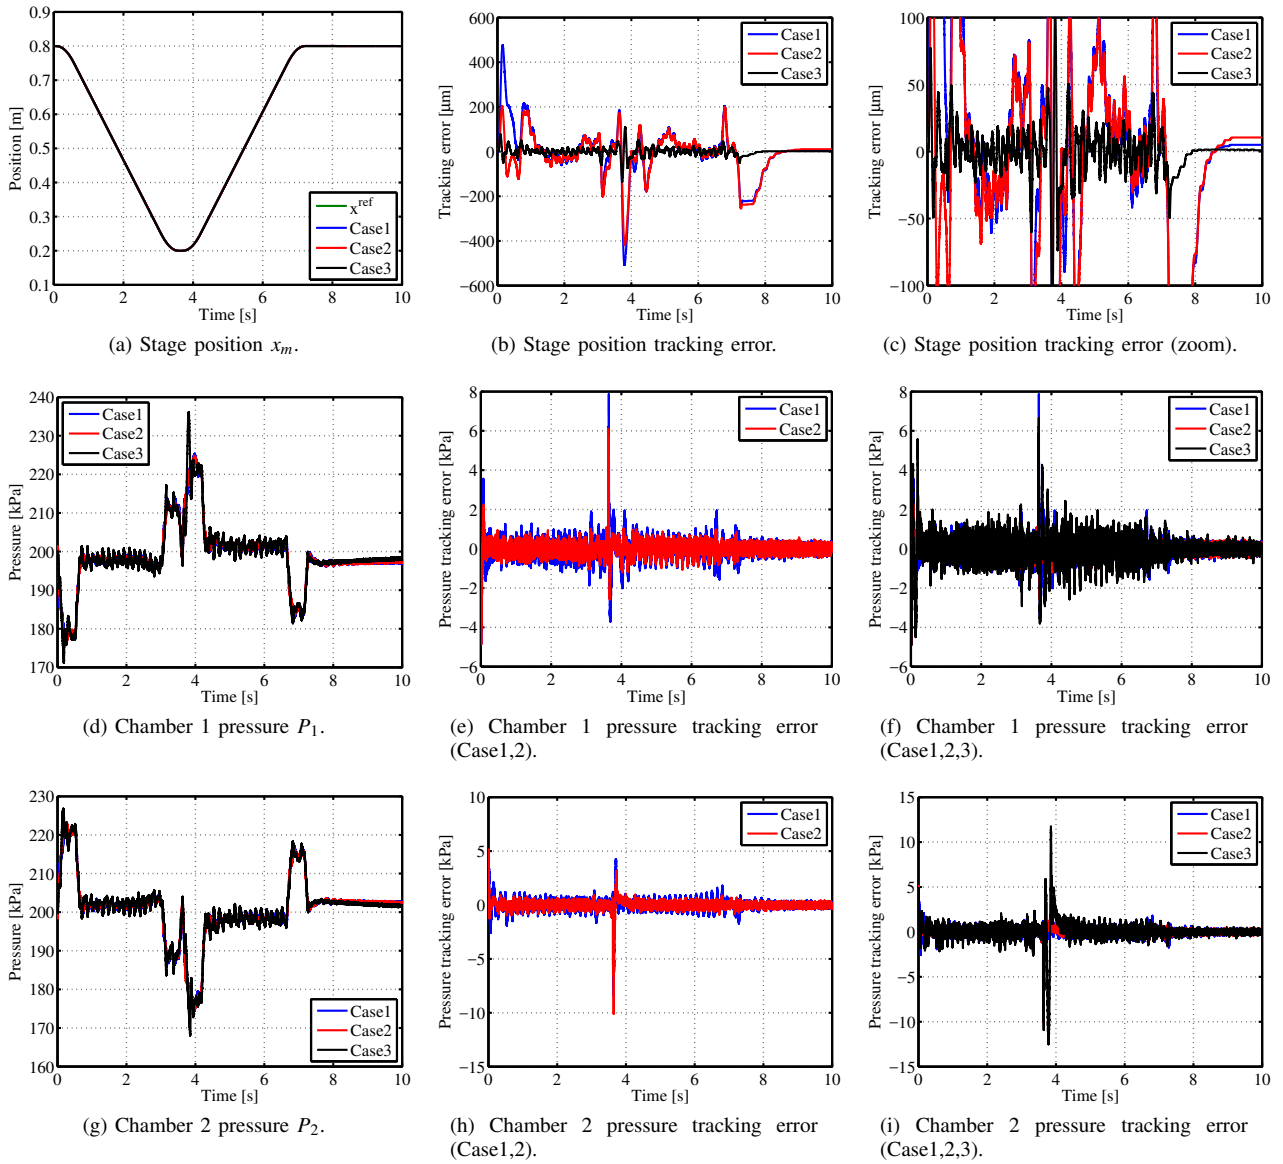 0.9
0.8
0.7
0.6
0.5
0.4
0.3
0.2
0.1
Position [m]
x^ref
Case1
Case2
Case3
0 2 4 6 8 10
Time [s]
(a) Stage position x_m.
600
400
200
0
−200
−400
−600
Tracking error [μm]
Case1
Case2
Case3
0 2 4 6 8 10
Time [s]
(b) Stage position tracking error.
100
50
0
−50
−100
Tracking error [μm]
Case1
Case2
Case3
0 2 4 6 8 10
Time [s]
(c) Stage position tracking error (zoom).
240
230
220
210
200
190
180
170
Pressure [kPa]
Case1
Case2
Case3
0 2 4 6 8 10
Time [s]
(d) Chamber 1 pressure P_1.
8
6
4
2
0
−2
−4
−6
Pressure tracking error [kPa]
Case1
Case2
0 2 4 6 8 10
Time [s]
(e) Chamber 1 pressure tracking error
(Case1,2).
8
6
4
2
0
−2
−4
−6
Pressure tracking error [kPa]
Case1
Case2
Case3
0 2 4 6 8 10
Time [s]
(f) Chamber 1 pressure tracking error
(Case1,2,3).
230
220
210
200
190
180
170
160
Pressure [kPa]
Case1
Case2
Case3
0 2 4 6 8 10
Time [s]
(g) Chamber 2 pressure P_2.
10
5
0
−5
−10
−15
Pressure tracking error [kPa]
Case1
Case2
0 2 4 6 8 10
Time [s]
(h) Chamber 2 pressure tracking error
(Case1,2).
15
10
5
0
−5
−10
−15
Pressure tracking error [kPa]
Case1
Case2
Case3
0 2 4 6 8 10
Time [s]
(i) Chamber 2 pressure tracking error
(Case1,2,3).